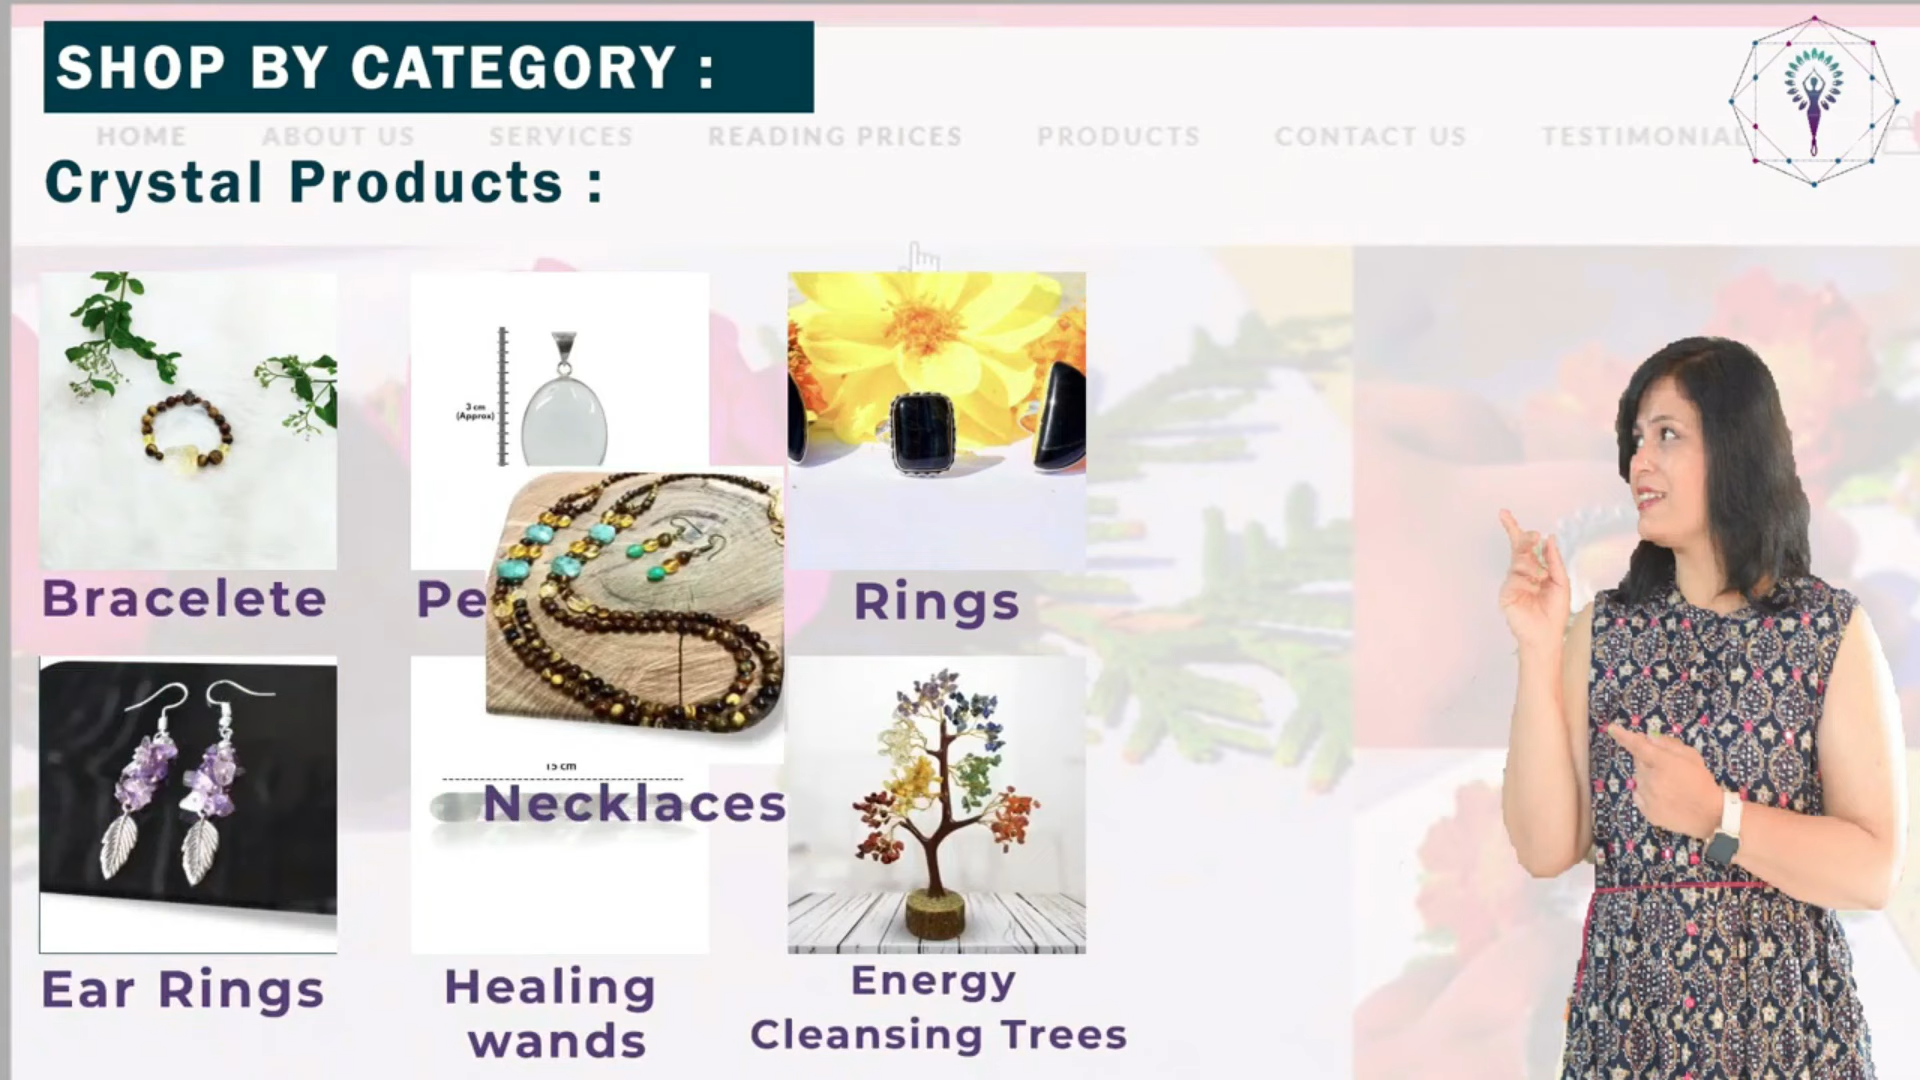 SHOP BY CATEGORY :
HOME ABOUT US SERVICES READING PRICES PRODUCTS CONTACT US TESTIMONIAL
Crystal Products :
3 cm
(Approx)
Bracelete Pe Rings
15 cm
Necklaces
Ear Rings Healing wands Energy Cleansing Trees